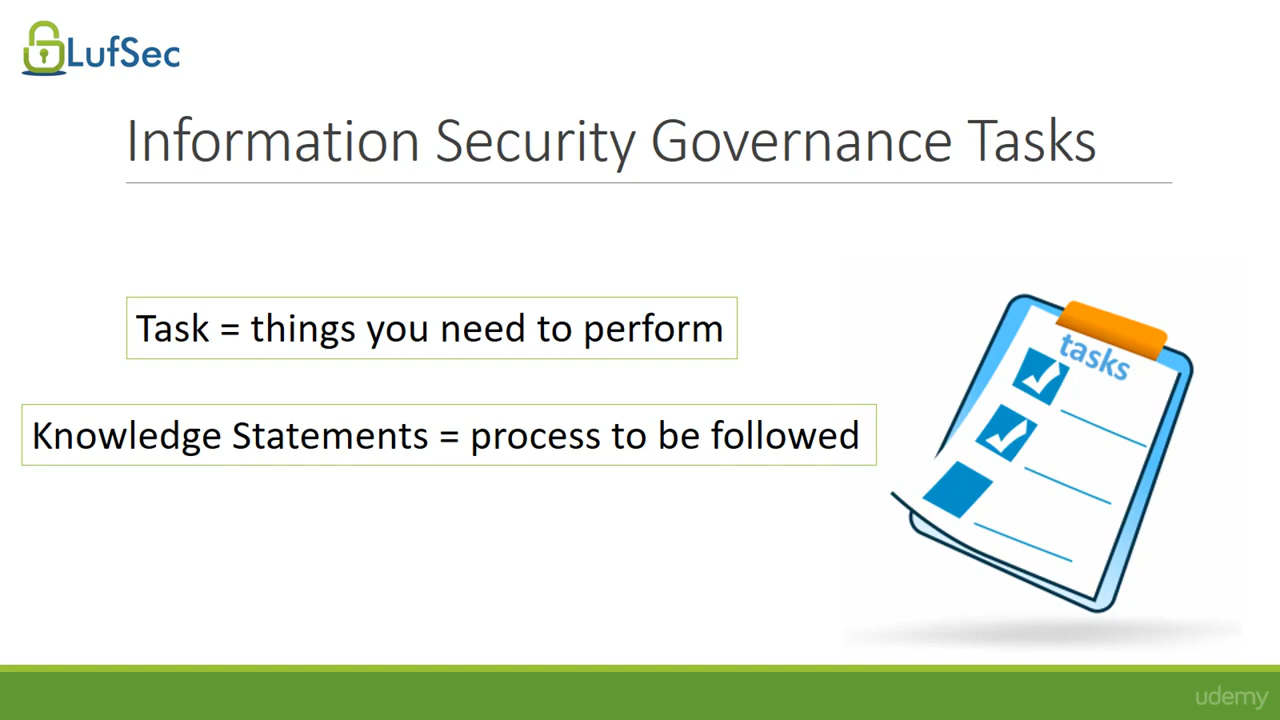 LufSec
Information Security Governance Tasks
Task = things you need to perform
Knowledge Statements = process to be followed
tasks
udemy